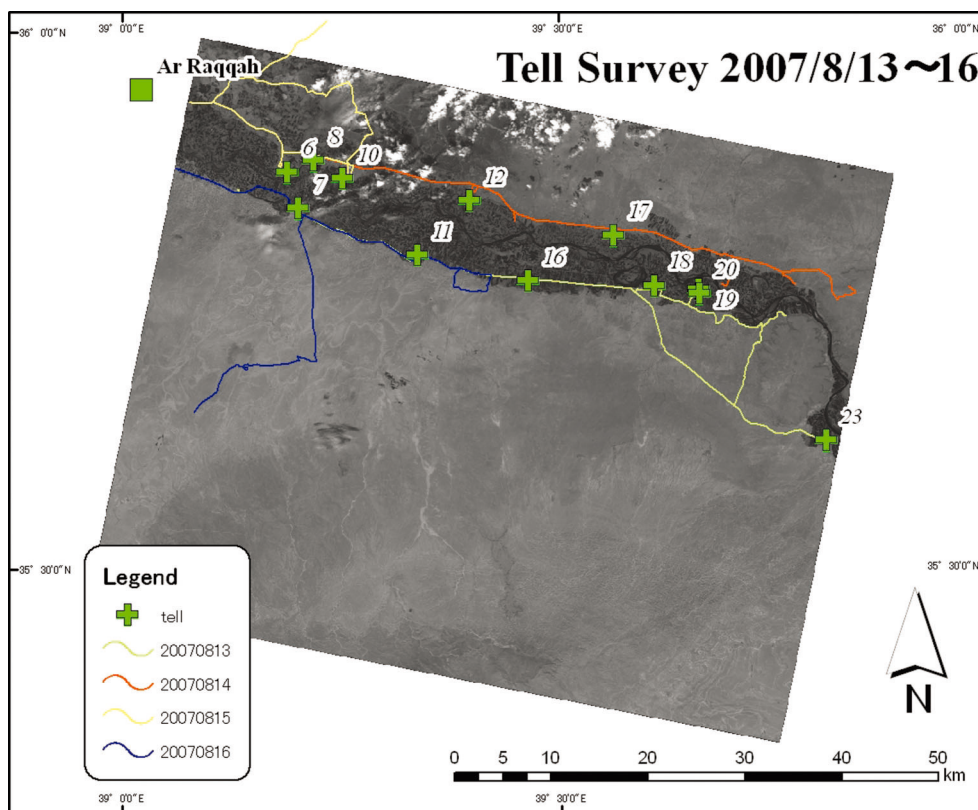 39° 0'0"E
39° 30'0"E
36° 0'0"N
36° 0'0"N
Tell Survey 2007/8/13～16
Ar Raqqah
8
6
10
7
12
17
11
16
18
20
19
23
35° 30'0"N
35° 30'0"N
Legend
tell
20070813
20070814
20070815
20070816
N
0 5 10 20 30 40 50
km
39° 0'0"E
39° 30'0"E